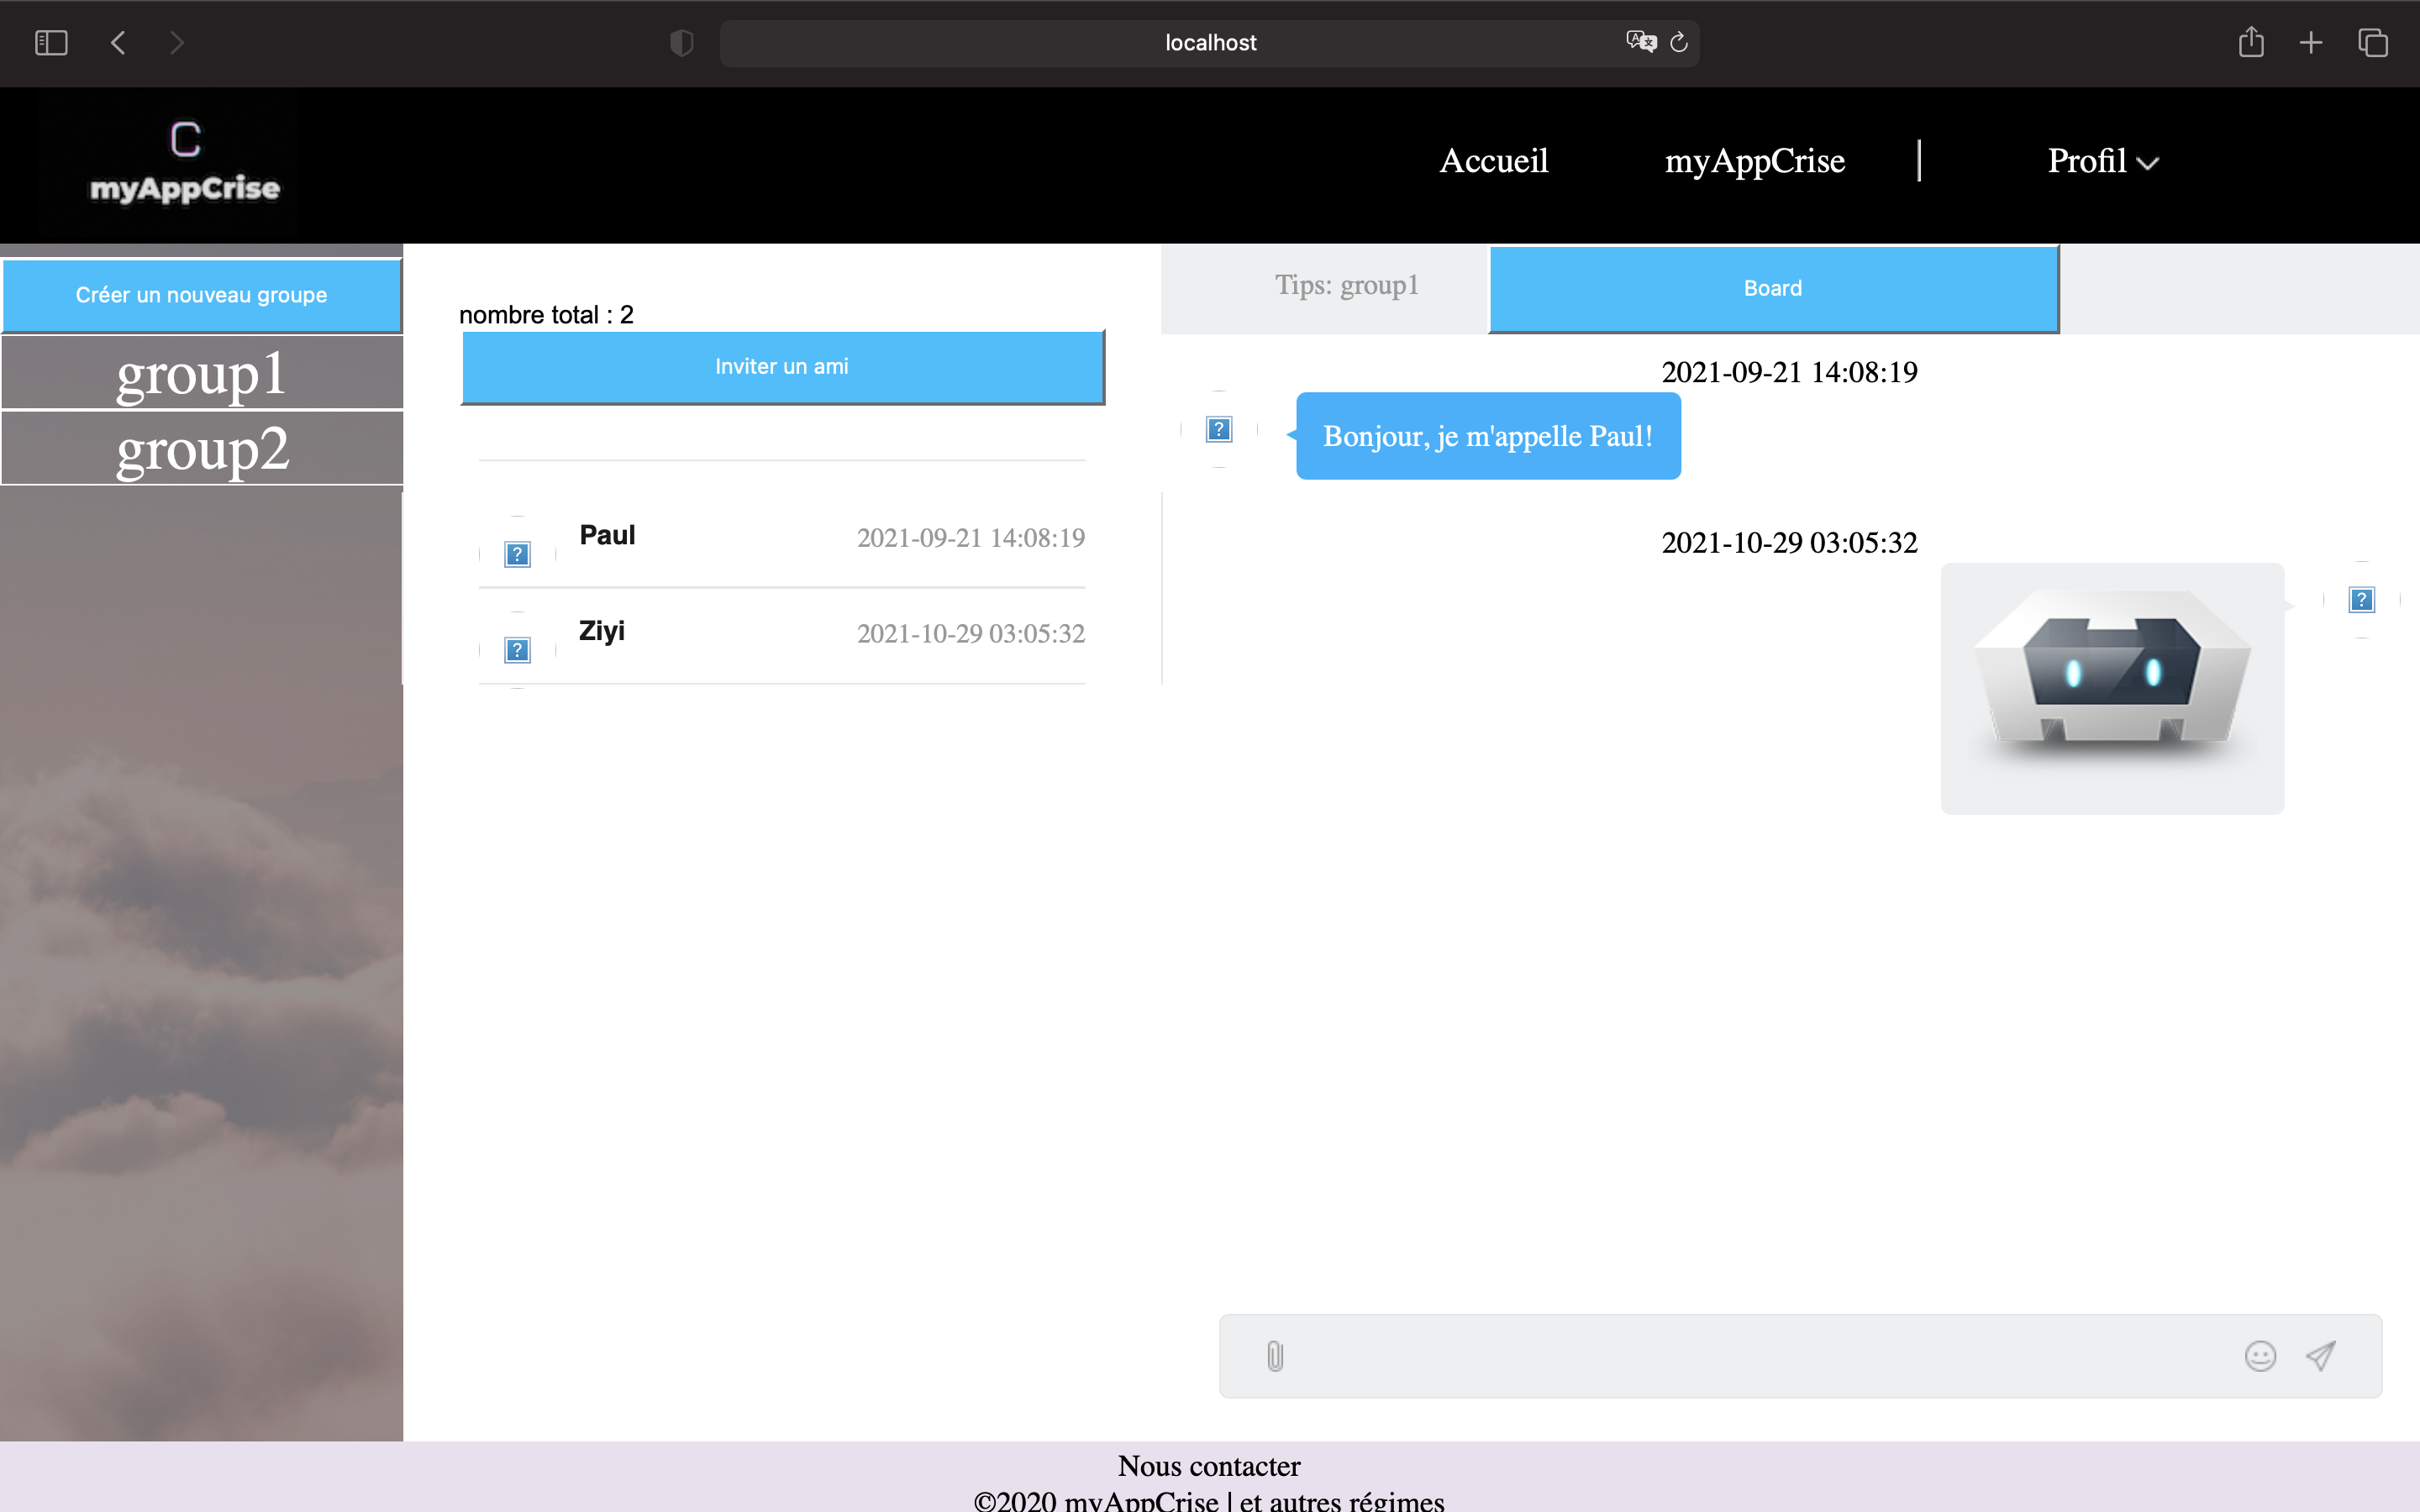 localhost
C
myAppCrise
Accueil
myAppCrise
Profil
Créer un nouveau groupe
group1
group2
nombre total : 2
Inviter un ami
Paul
2021-09-21 14:08:19
Ziyi
2021-10-29 03:05:32
Tips: group1
Board
2021-09-21 14:08:19
Bonjour, je m'appelle Paul!
2021-10-29 03:05:32
Nous contacter
©2020 myAppCrise | et autres régimes